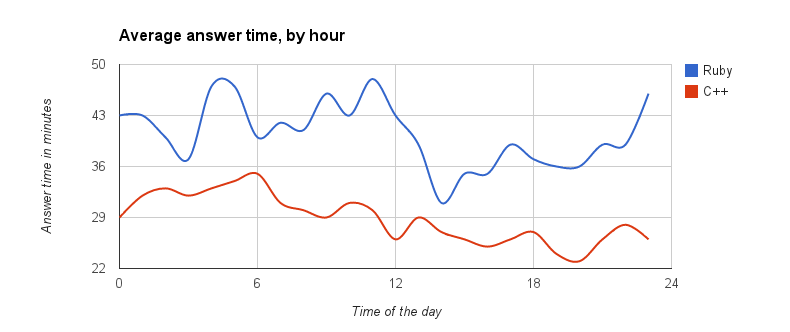 Average answer time, by hour
50
43
36
29
22
0 6 12 18 24
Answer time in minutes
Time of the day
Ruby
C++